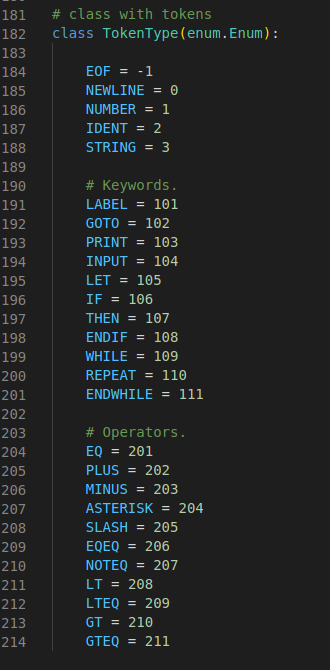 181 # class with tokens
182 class TokenType(enum.Enum):
183
184     EOF = -1
185     NEWLINE = 0
186     NUMBER = 1
187     IDENT = 2
188     STRING = 3
189
190     # Keywords.
191     LABEL = 101
192     GOTO = 102
193     PRINT = 103
194     INPUT = 104
195     LET = 105
196     IF = 106
197     THEN = 107
198     ENDIF = 108
199     WHILE = 109
200     REPEAT = 110
201     ENDWHILE = 111
202
203     # Operators.
204     EQ = 201
205     PLUS = 202
206     MINUS = 203
207     ASTERISK = 204
208     SLASH = 205
209     EQEQ = 206
210     NOTEQ = 207
211     LT = 208
212     LTEQ = 209
213     GT = 210
214     GTEQ = 211